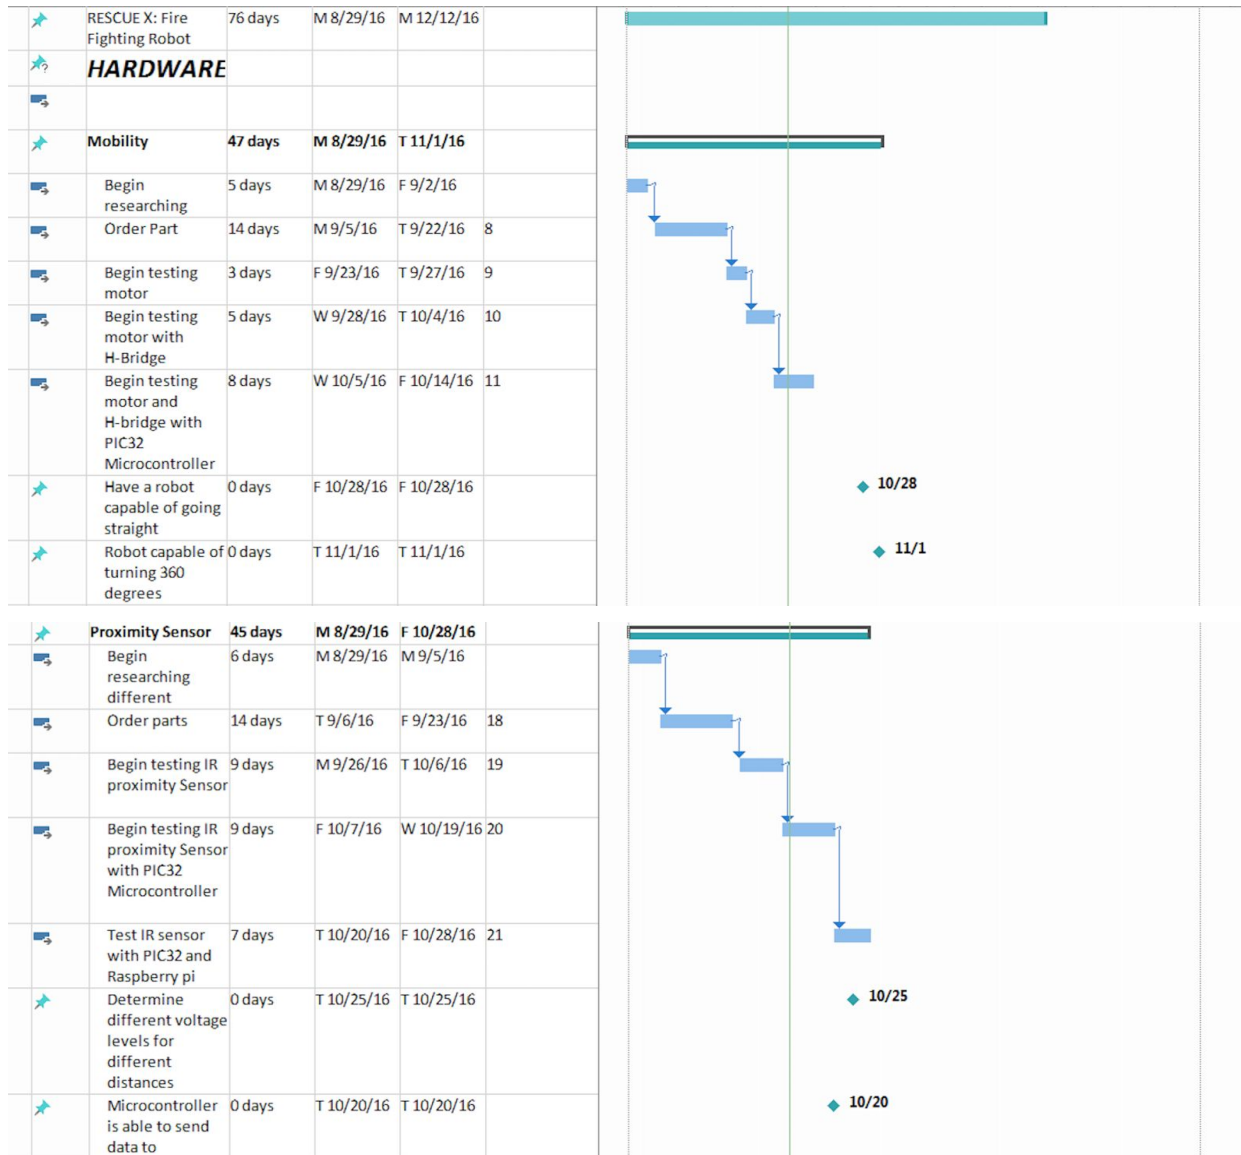 RESCUE X: Fire 76 days M 8/29/16 M 12/12/16
Fighting Robot
HARDWARE
Mobility 47 days M 8/29/16 T 11/1/16
Begin 5 days M 8/29/16 F 9/2/16
researching
Order Part 14 days M 9/5/16 T 9/22/16 8
Begin testing 3 days F 9/23/16 T 9/27/16 9
motor
Begin testing 5 days W 9/28/16 T 10/4/16 10
motor with
H-Bridge
Begin testing 8 days W 10/5/16 F 10/14/16 11
motor and
H-bridge with
PIC32
Microcontroller
Have a robot 0 days F 10/28/16 F 10/28/16 10/28
capable of going
straight
Robot capable of 0 days T 11/1/16 T 11/1/16 11/1
turning 360
degrees
Proximity Sensor 45 days M 8/29/16 F 10/28/16
Begin 6 days M 8/29/16 M 9/5/16
researching
different
Order parts 14 days T 9/6/16 F 9/23/16 18
Begin testing IR 9 days M 9/26/16 T 10/6/16 19
proximity Sensor
Begin testing IR 9 days F 10/7/16 W 10/19/16 20
proximity Sensor
with PIC32
Microcontroller
Test IR sensor 7 days T 10/20/16 F 10/28/16 21
with PIC32 and
Raspberry pi
Determine 0 days T 10/25/16 T 10/25/16 10/25
different voltage
levels for
different
distances
Microcontroller 0 days T 10/20/16 T 10/20/16 10/20
is able to send
data to